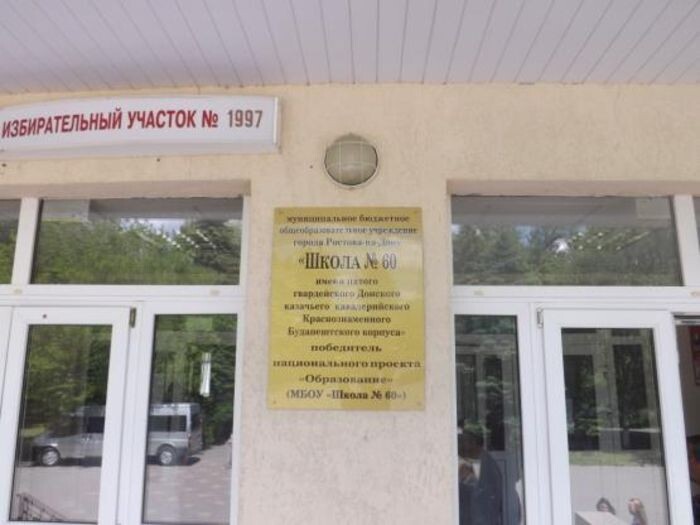 ИЗБИРАТЕЛЬНЫЙ УЧАСТОК № 1997
муниципальное бюджетное
общеобразовательное учреждение
города Ростова-на-Дону
«ШКОЛА № 60
имени пятого
гвардейского Донского
казачьего кавалерийского
Краснознаменного
Будапештского корпуса»
победитель
национального проекта
«Образование»
(МБОУ «Школа № 60»)